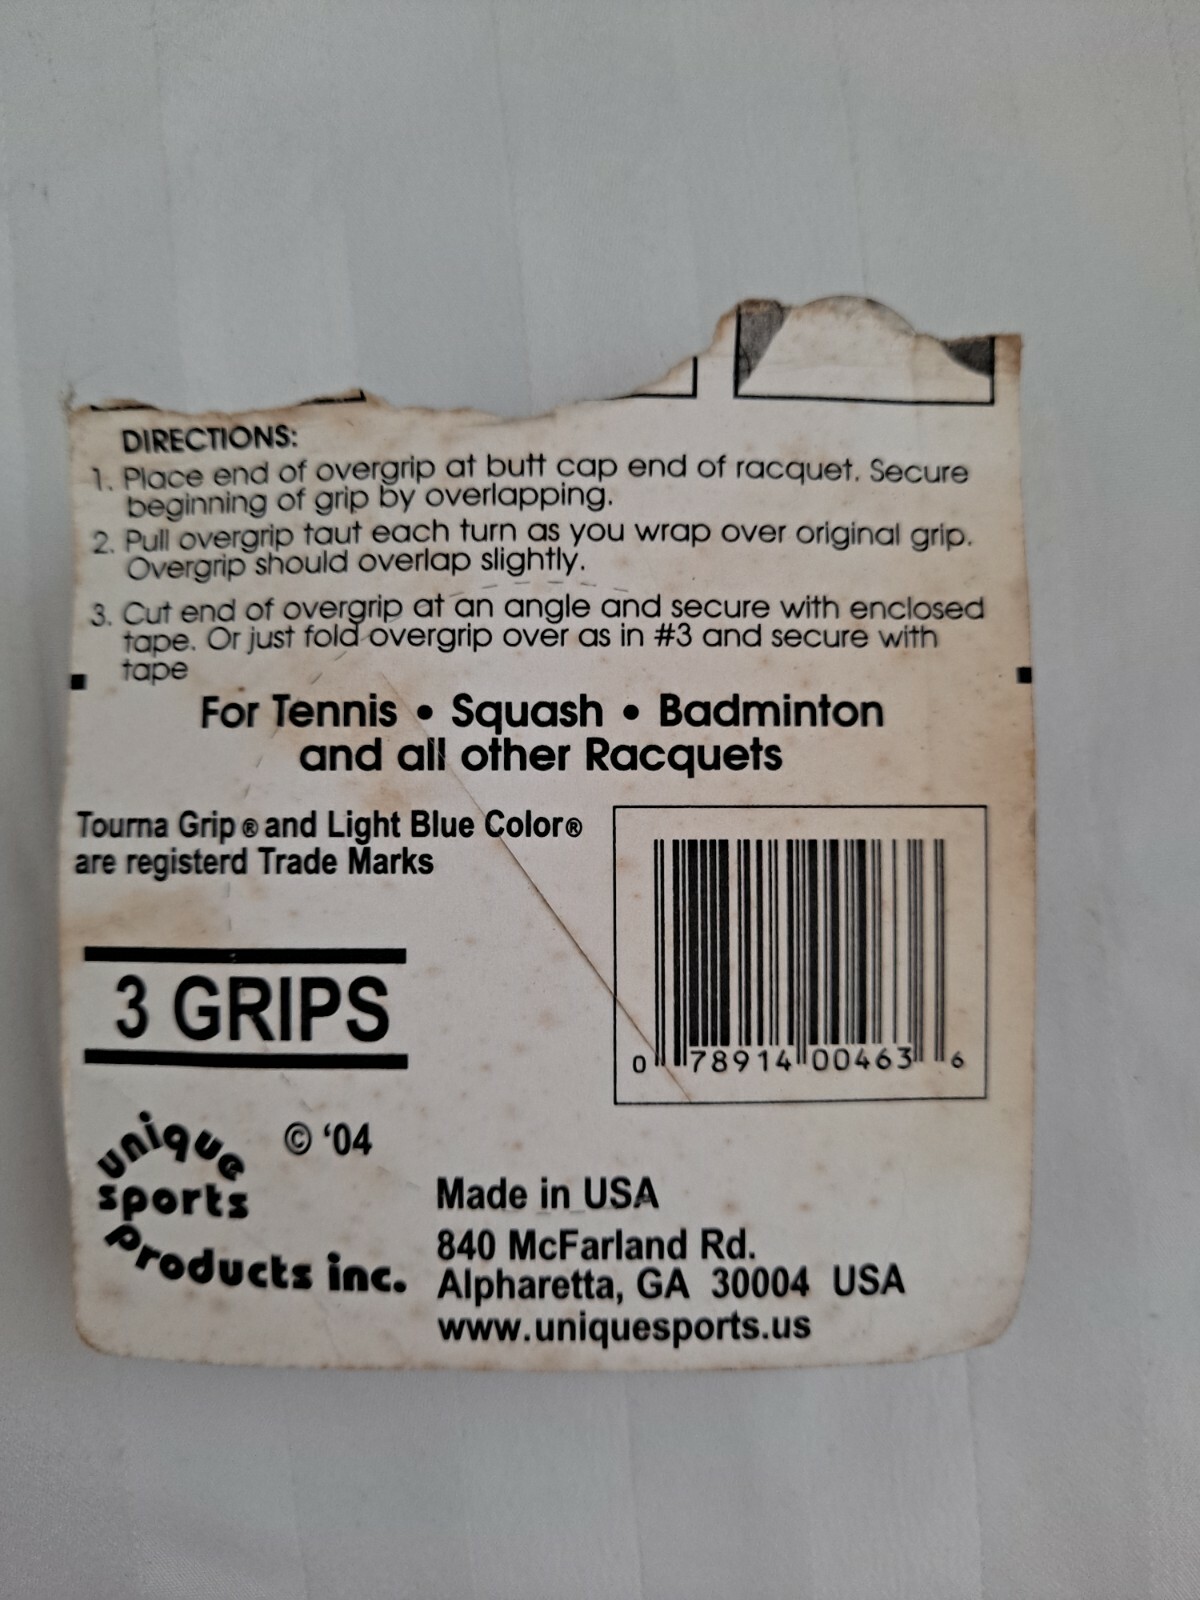 DIRECTIONS:
1. Place end of overgrip at butt cap end of racquet. Secure
beginning of grip by overlapping.
2. Pull overgrip taut each turn as you wrap over original grip.
Overgrip should overlap slightly.
3. Cut end of overgrip at an angle and secure with enclosed
tape. Or just fold overgrip over as in #3 and secure with
tape
For Tennis • Squash • Badminton
and all other Racquets
Tourna Grip ® and Light Blue Color®
are registerd Trade Marks
3 GRIPS
0 78914 00463 6
© '04
unique
sports
products inc.
Made in USA
840 McFarland Rd.
Alpharetta, GA 30004 USA
www.uniquesports.us